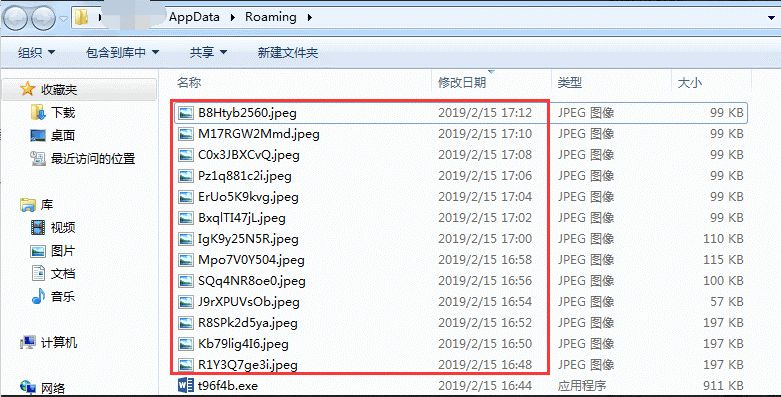 AppData Roaming
组织 包含到库中 共享 新建文件夹
收藏夹
下载
桌面
最近访问的位置
库
视频
图片
文档
音乐
计算机
网络
名称 修改日期 类型 大小
B8Htyb2560.jpeg 2019/2/15 17:12 JPEG 图像 99 KB
M17RGW2Mmd.jpeg 2019/2/15 17:10 JPEG 图像 99 KB
C0x3JBXCvQ.jpeg 2019/2/15 17:08 JPEG 图像 99 KB
Pz1q881c2i.jpeg 2019/2/15 17:06 JPEG 图像 99 KB
ErUo5K9kvg.jpeg 2019/2/15 17:04 JPEG 图像 99 KB
BxqlTI47jL.jpeg 2019/2/15 17:02 JPEG 图像 99 KB
IgK9y25N5R.jpeg 2019/2/15 17:00 JPEG 图像 110 KB
Mpo7V0Y504.jpeg 2019/2/15 16:58 JPEG 图像 115 KB
SQq4NR8oe0.jpeg 2019/2/15 16:56 JPEG 图像 100 KB
J9rXPUVsOb.jpeg 2019/2/15 16:54 JPEG 图像 57 KB
R8SPk2d5ya.jpeg 2019/2/15 16:52 JPEG 图像 197 KB
Kb79lig4I6.jpeg 2019/2/15 16:50 JPEG 图像 197 KB
R1Y3Q7ge3i.jpeg 2019/2/15 16:48 JPEG 图像 197 KB
t96f4b.exe 2019/2/15 16:44 应用程序 911 KB